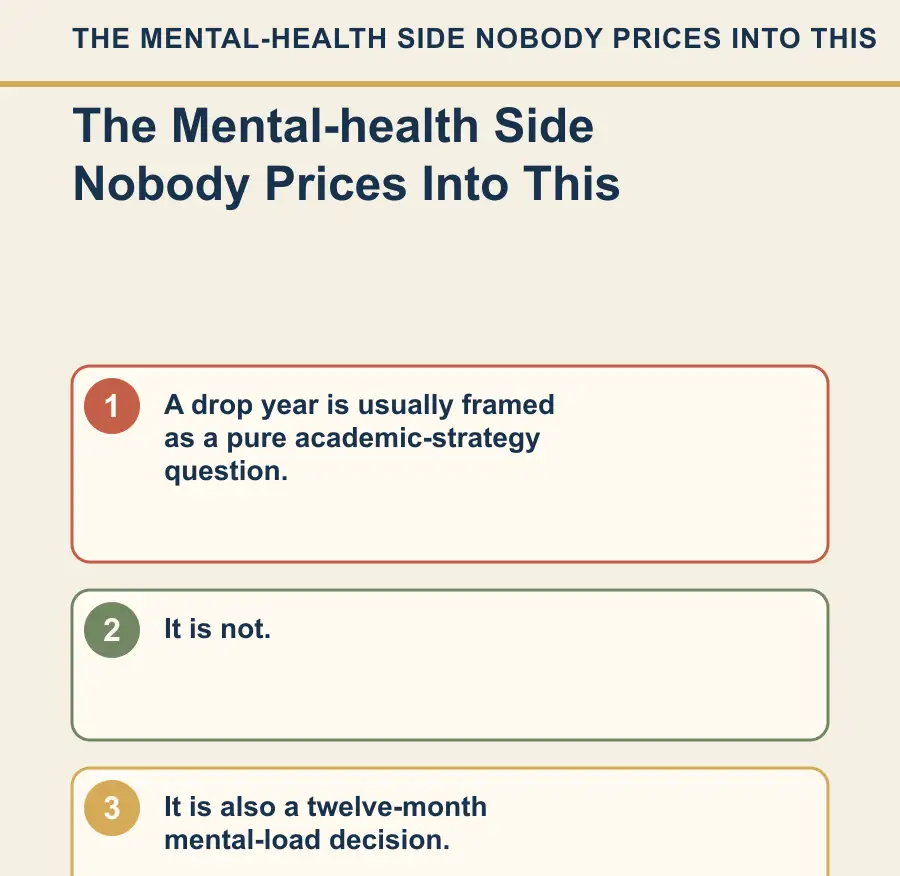 THE MENTAL-HEALTH SIDE NOBODY PRICES INTO THIS
The Mental-health Side
Nobody Prices Into This
1
A drop year is usually framed
as a pure academic-strategy
question.
2
It is not.
3
It is also a twelve-month
mental-load decision.